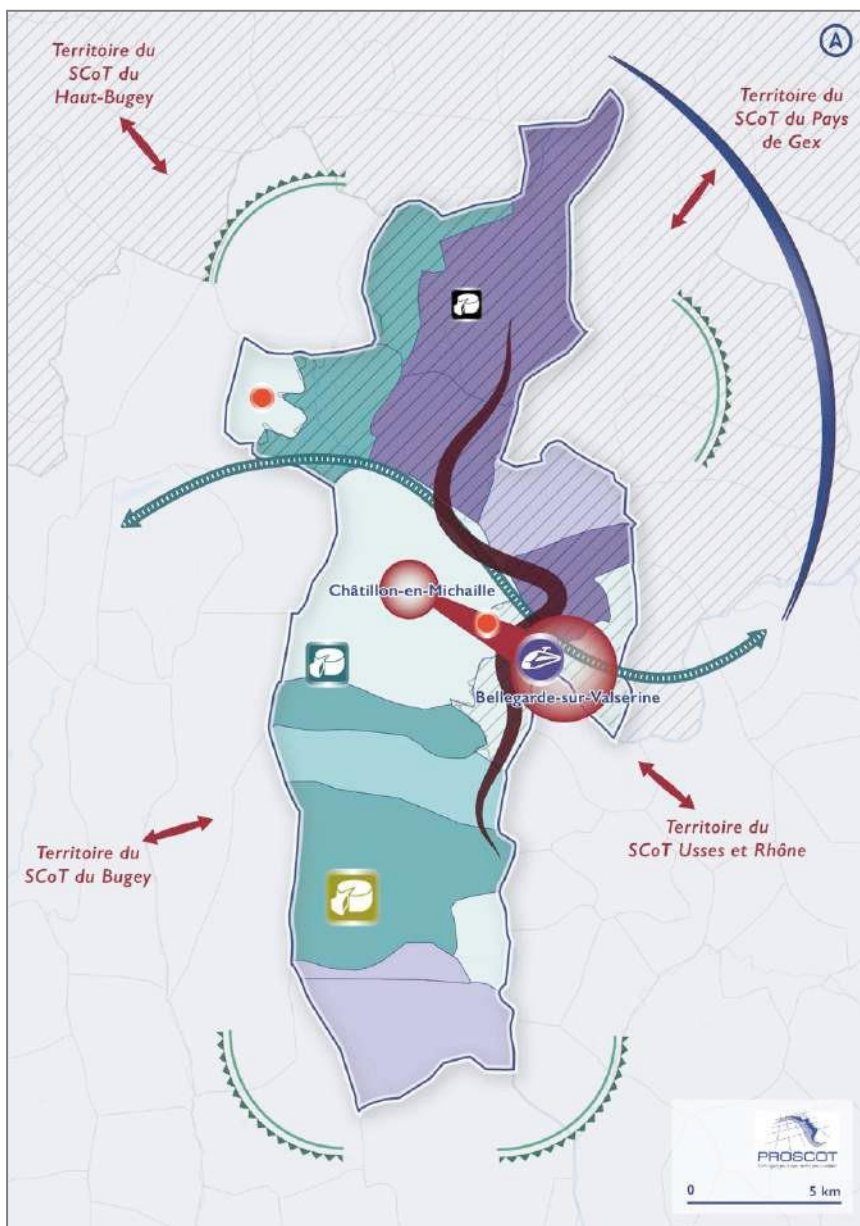 Territoire du
SCoT du
Haut-Bugey
Territoire du
SCoT du Pays
de Gex
Châtillon-en-Michaille
Bellegarde-sur-Valserine
Territoire du
SCoT du Bugey
Territoire du
SCoT Usses et Rhône
PROSCOT
0 5 km